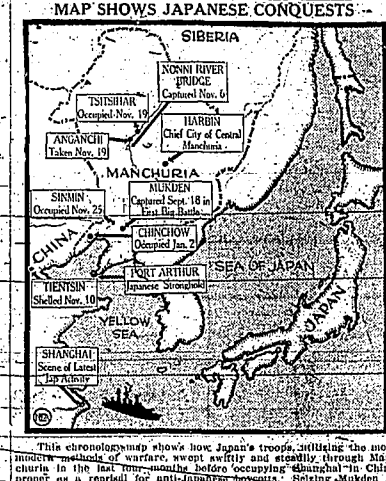 MAP SHOWS JAPANESE CONQUESTS
SIBERIA
NONNI RIVER
BRIDGE
Captured Nov. 6
TSITSIHAR
Occupied Nov. 19
HARBIN
Chief City of Central
Manchuria
ANGANCHI
Taken Nov. 19
MANCHURIA
MUKDEN
Captured Sept. 18 in
First Big Battle
SINMIN
Occupied Nov. 25
CHINCHOW
Occupied Jan. 2
CHINA
PORT ARTHUR
Japanese Stronghold
SEA OF JAPAN
TIENTSIN
Shelled Nov. 10
JAPAN
YELLOW
SEA
SHANGHAI
Scene of Latest
Jap Activity
This chronology map shows how Japan's troops, utilizing the mo
modern methods of warfare, swept swiftly and steadily through Man
churia in the last four months before occupying Shanghai in Chin
proper as a reprisal for anti-Japanese boycotts. Seizing Mukden